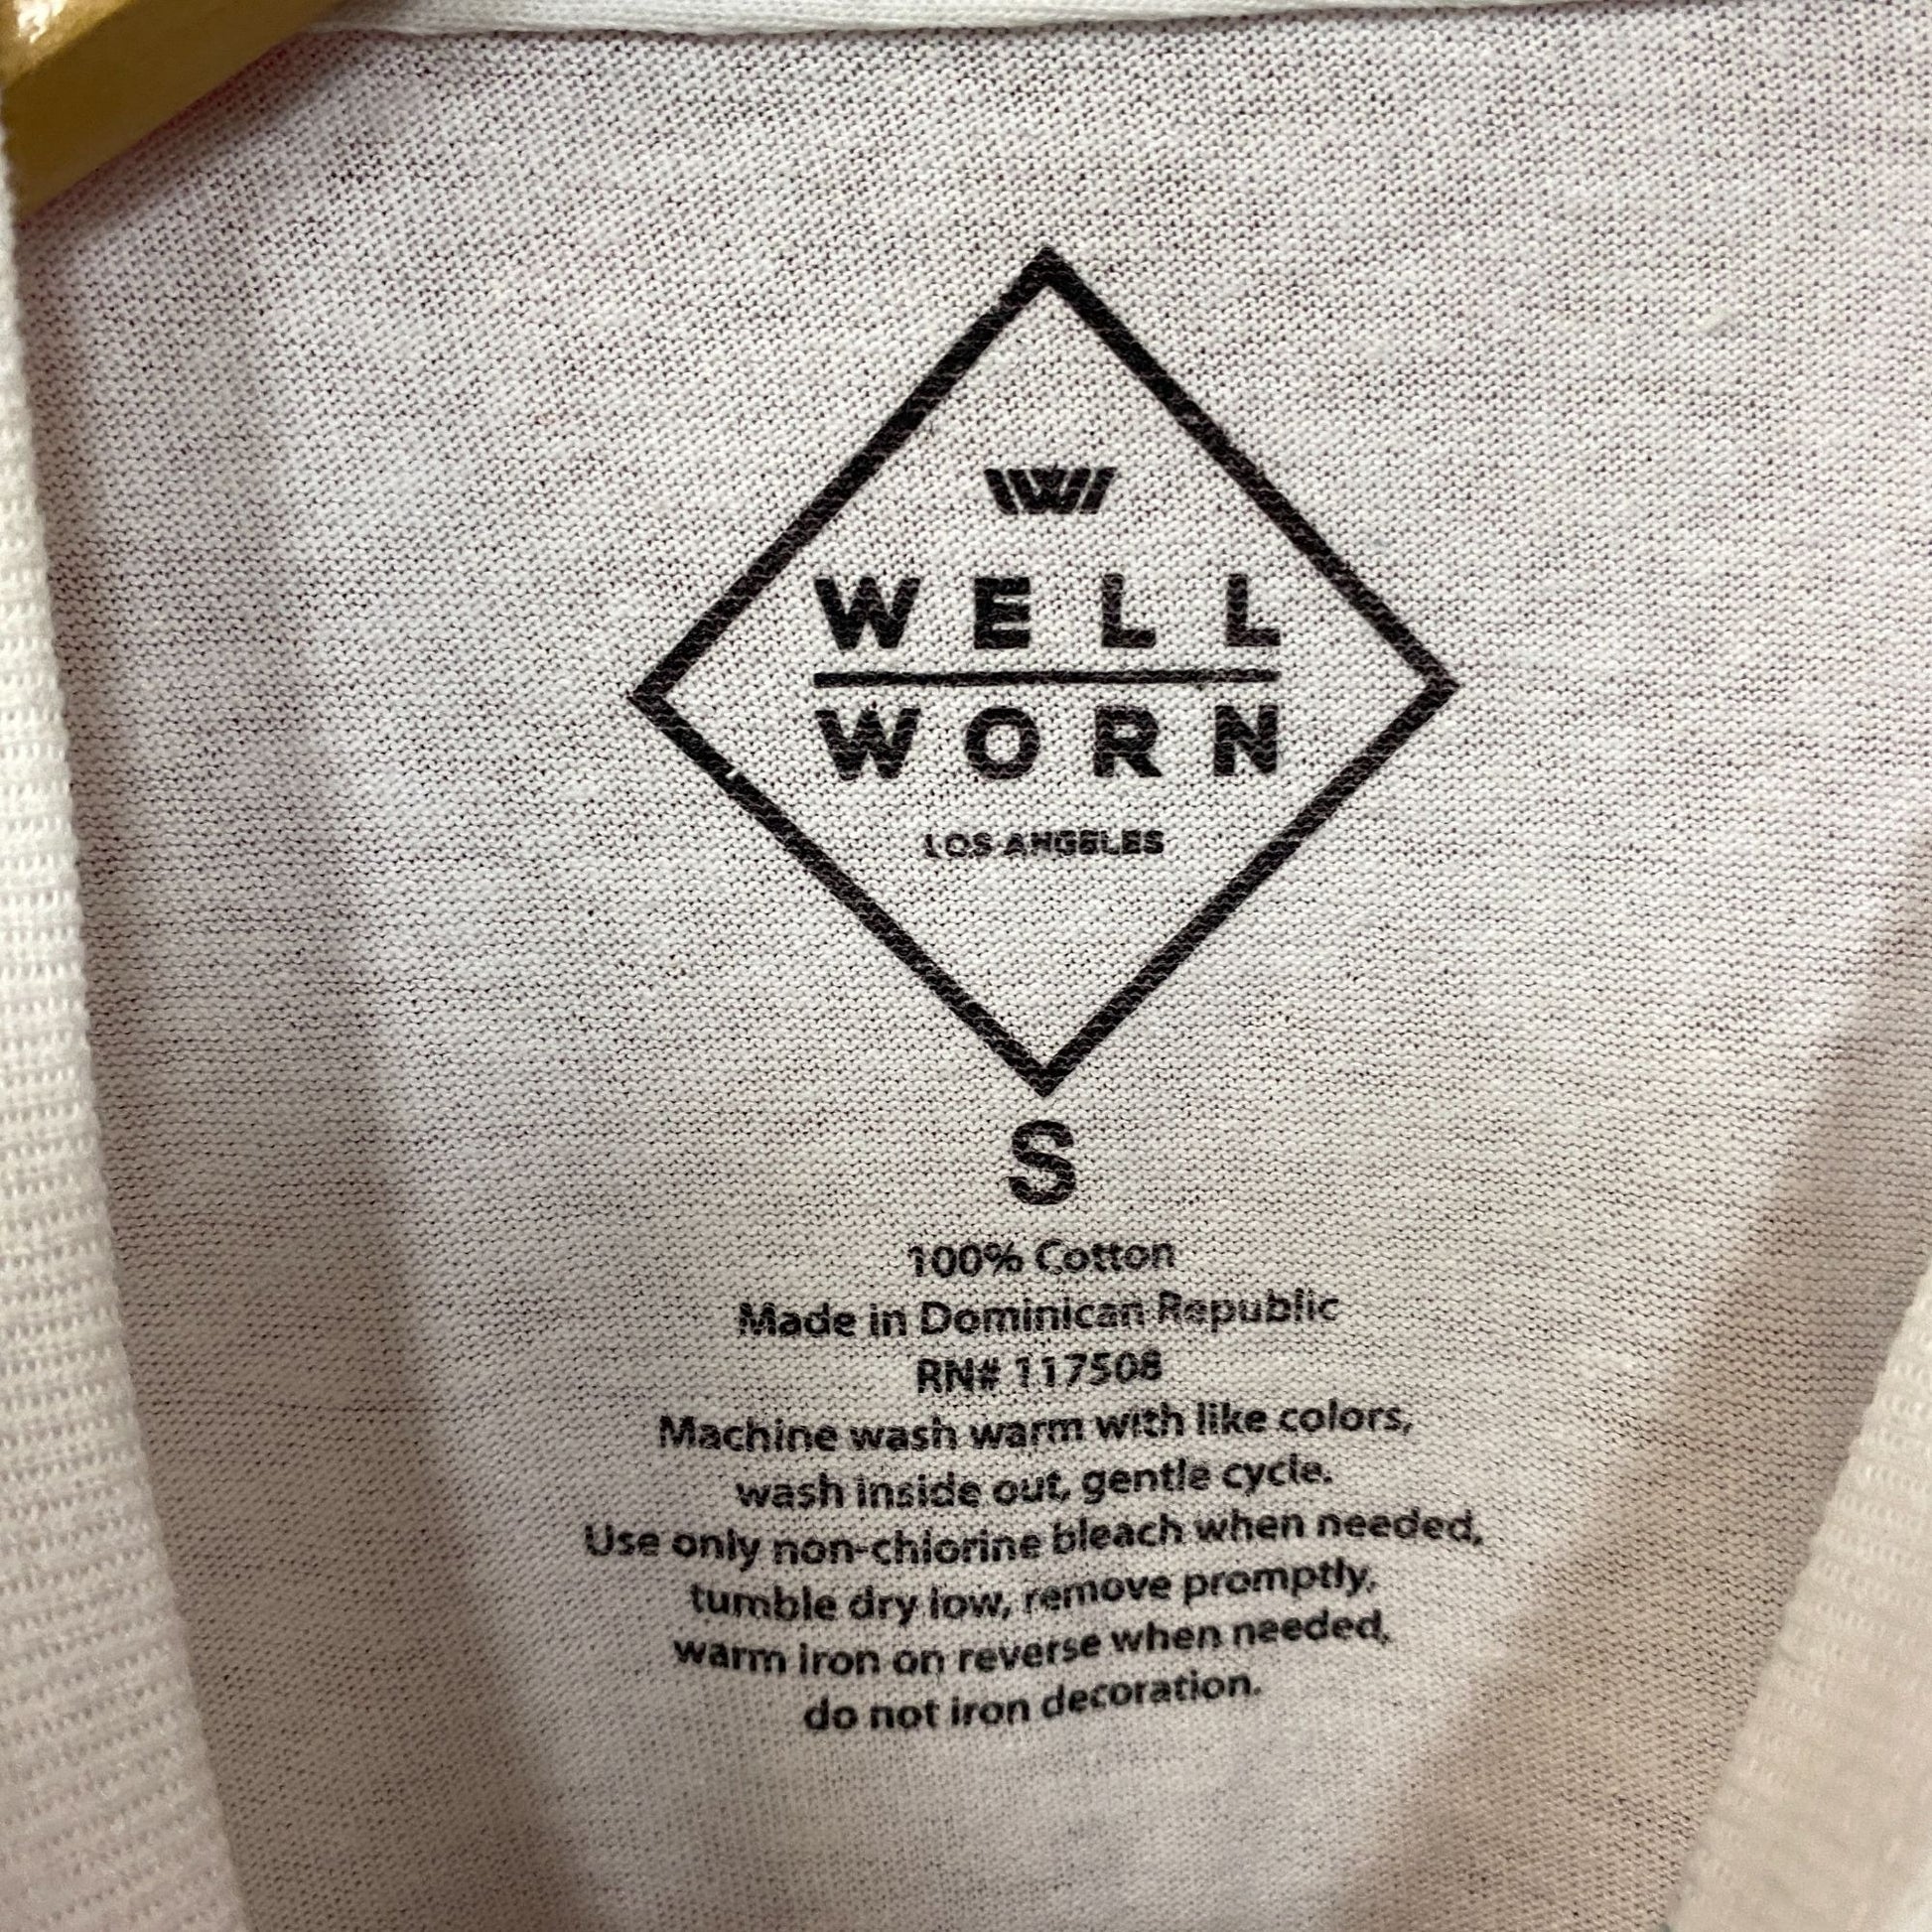 W
WELL
WORN
LOS ANGELES
S
100% Cotton
Made in Dominican Republic
RN# 117508
Machine wash warm with like colors,
wash inside out, gentle cycle.
Use only non-chlorine bleach when needed,
tumble dry low, remove promptly,
warm iron on reverse when needed,
do not iron decoration.